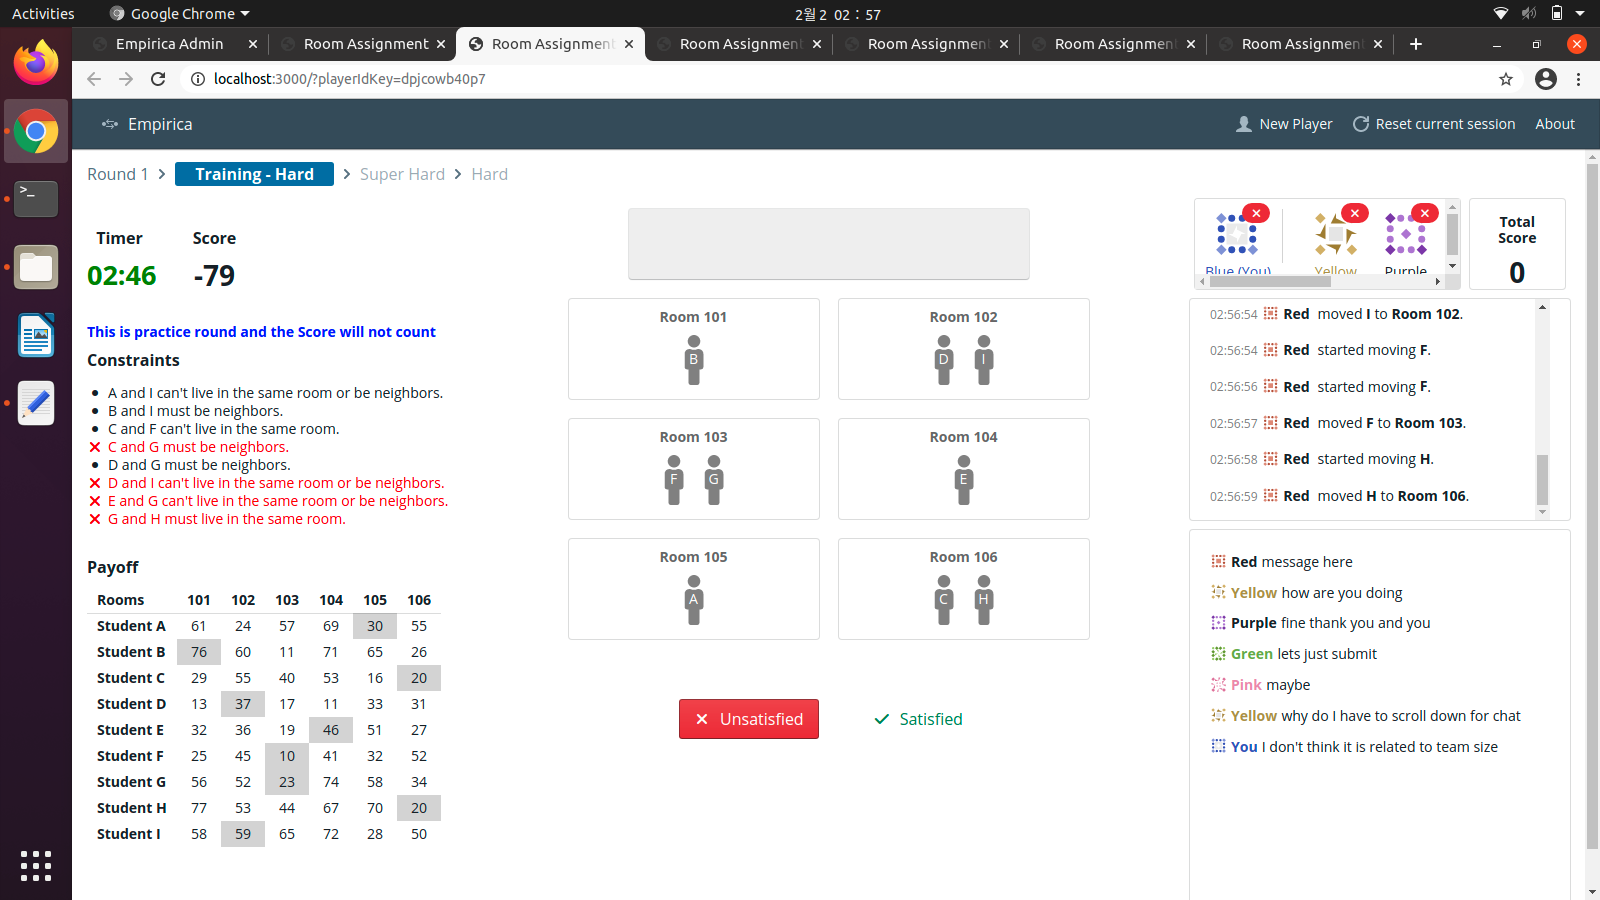 Activities
Google Chrome
2월 2 02 : 57
Empirica Admin
Room Assignment
Room Assignment
Room Assignment
Room Assignment
Room Assignment
Room Assignment
localhost:3000/?playerIdKey=dpjcowb40p7
Empirica
New Player
Reset current session
About
Round 1
Training - Hard
Super Hard
Hard
Timer
Score
02:46
-79
This is practice round and the Score will not count
Constraints
A and I can't live in the same room or be neighbors.
B and I must be neighbors.
C and F can't live in the same room.
C and G must be neighbors.
D and G must be neighbors.
D and I can't live in the same room or be neighbors.
E and G can't live in the same room or be neighbors.
G and H must live in the same room.
Payoff
Rooms 101 102 103 104 105 106
Student A 61 24 57 69 30 55
Student B 76 60 11 71 65 26
Student C 29 55 40 53 16 20
Student D 13 37 17 11 33 31
Student E 32 36 19 46 51 27
Student F 25 45 10 41 32 52
Student G 56 52 23 74 58 34
Student H 77 53 44 67 70 20
Student I 58 59 65 72 28 50
Room 101
B
Room 102
D I
Room 103
F G
Room 104
E
Room 105
A
Room 106
C H
Unsatisfied
Satisfied
Blue (You)
Yellow
Purple
Total
Score
0
02:56:54 Red moved I to Room 102.
02:56:54 Red started moving F.
02:56:56 Red started moving F.
02:56:57 Red moved F to Room 103.
02:56:58 Red started moving H.
02:56:59 Red moved H to Room 106.
Red message here
Yellow how are you doing
Purple fine thank you and you
Green lets just submit
Pink maybe
Yellow why do I have to scroll down for chat
You I don't think it is related to team size